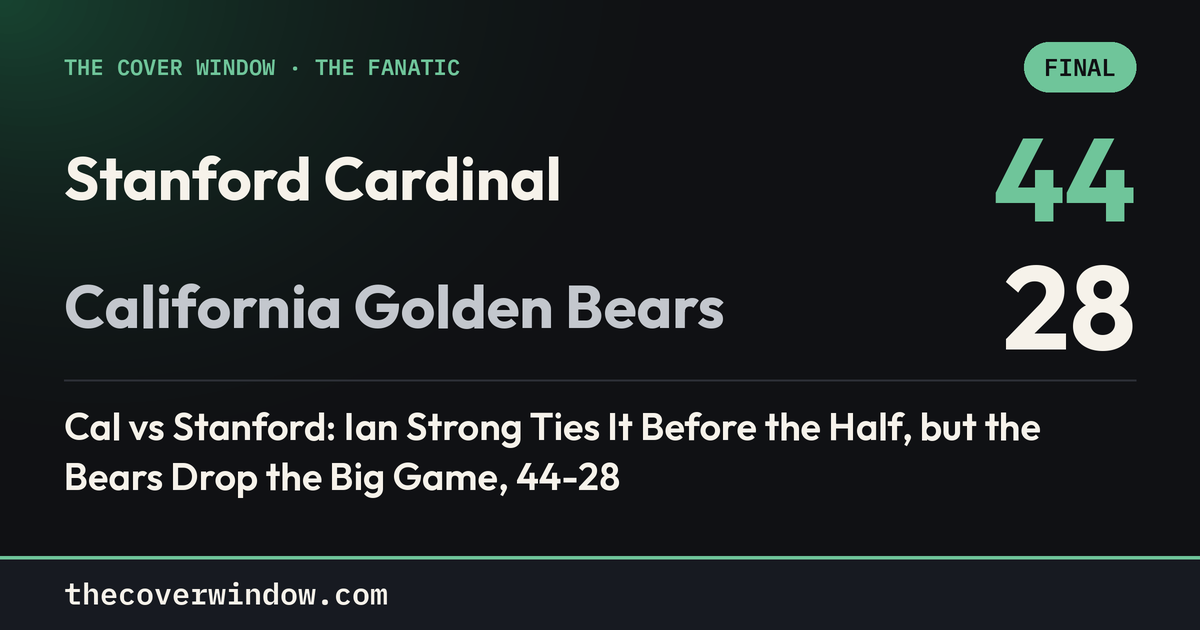 THE COVER WINDOW · THE FANATIC
FINAL
Stanford Cardinal
44
California Golden Bears
28
Cal vs Stanford: Ian Strong Ties It Before the Half, but the
Bears Drop the Big Game, 44-28
thecoverwindow.com